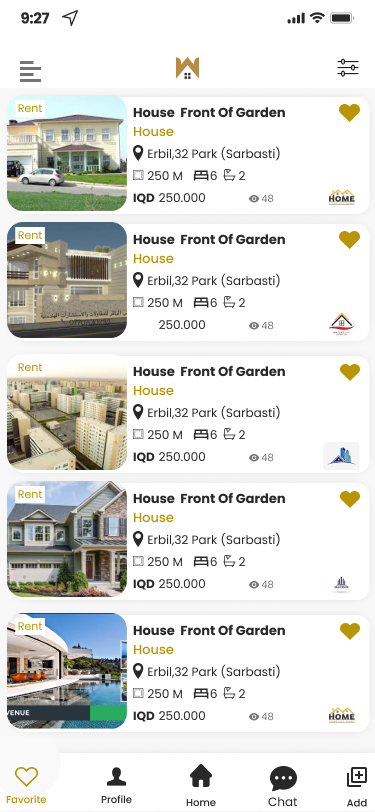 9:27
Rent
House Front Of Garden
House
Erbil,32 Park (Sarbasti)
250 M 6 2
IQD 250.000 48
HOME
Rent
House Front Of Garden
House
Erbil,32 Park (Sarbasti)
250 M 6 2
250.000 48
Rent
House Front Of Garden
House
Erbil,32 Park (Sarbasti)
250 M 6 2
IQD 250.000 48
Rent
House Front Of Garden
House
Erbil,32 Park (Sarbasti)
250 M 6 2
IQD 250.000 48
Rent
House Front Of Garden
House
Erbil,32 Park (Sarbasti)
250 M 6 2
IQD 250.000 48
VENUE
HOME
Favorite Profile Home Chat Add